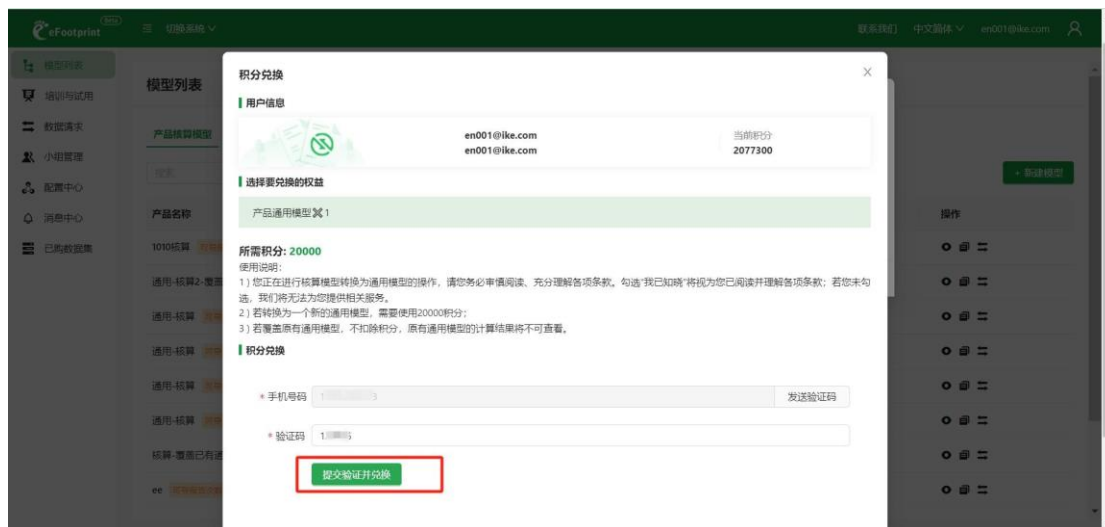 eFootprint
Beta
切换系统
联系我们
中文简体
en001@ike.com
模型列表
培训与试用
数据请求
小组管理
配置中心
消息中心
已购数据集
模型列表
产品核算模型
搜索
+ 新建模型
产品名称
操作
1010核算
通用-核算2-覆盖
通用-核算
通用-核算
通用-核算
通用-核算
核算-覆盖已有通
ee
积分兑换
用户信息
en001@ike.com
en001@ike.com
当前积分
2077300
选择要兑换的权益
产品通用模型 1
所需积分: 20000
使用说明:
1) 您正在进行核算模型转换为通用模型的操作，请您务必审慎阅读、充分理解各项条款。勾选"我已知晓"将视为您已阅读并理解各项条款；若您未勾
选，我们将无法为您提供相关服务。
2) 若转换为一个新的通用模型，需要使用20000积分;
3) 若覆盖原有通用模型，不扣除积分，原有通用模型的计算结果将不可查看。
积分兑换
* 手机号码
发送验证码
* 验证码
提交验证并兑换